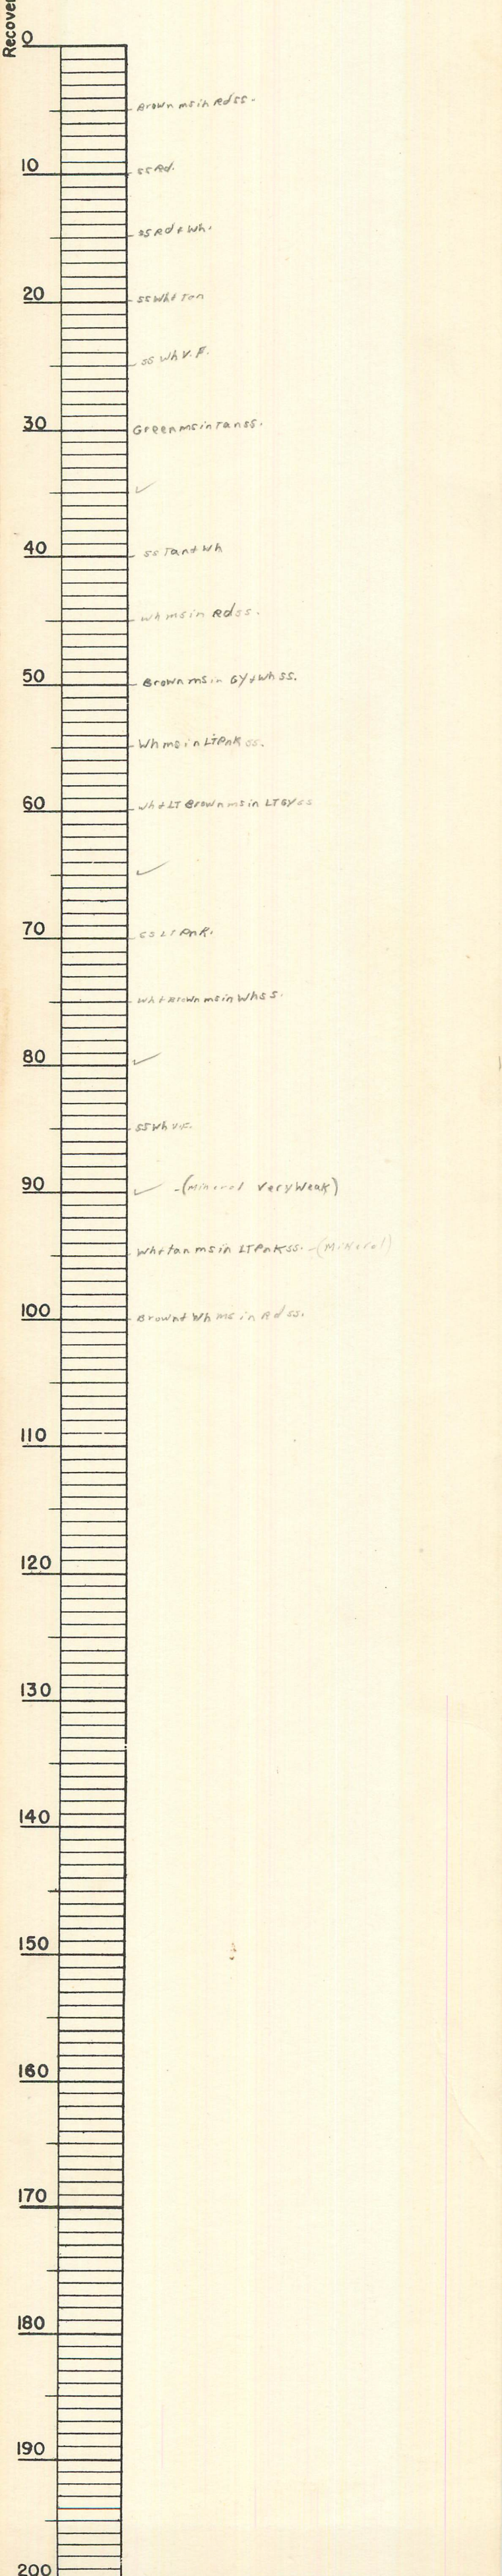 Recover
0
Brown ms in Rd ss.
10
ss Rd.
ss Rd + Wh.
20
ss Wh + Tan
ss Wh V.F.
30
Green ms in Tan ss.
✓
40
ss Tan + Wh
Wh ms in Rd ss.
50
Brown ms in GY + Wh ss.
Wh ms in LT Pnk ss.
60
Wh + LT Brown ms in LT GY ss
✓
70
ss LT Pnk.
Wh + Brown ms in Wh ss.
80
✓
ss Wh V.F.
90
✓ -(Mineral Very Weak)
Wh + tan ms in LT Pnk ss. -(Mineral)
100
Brown + Wh ms in Rd ss.
110
120
130
140
150
160
170
180
190
200